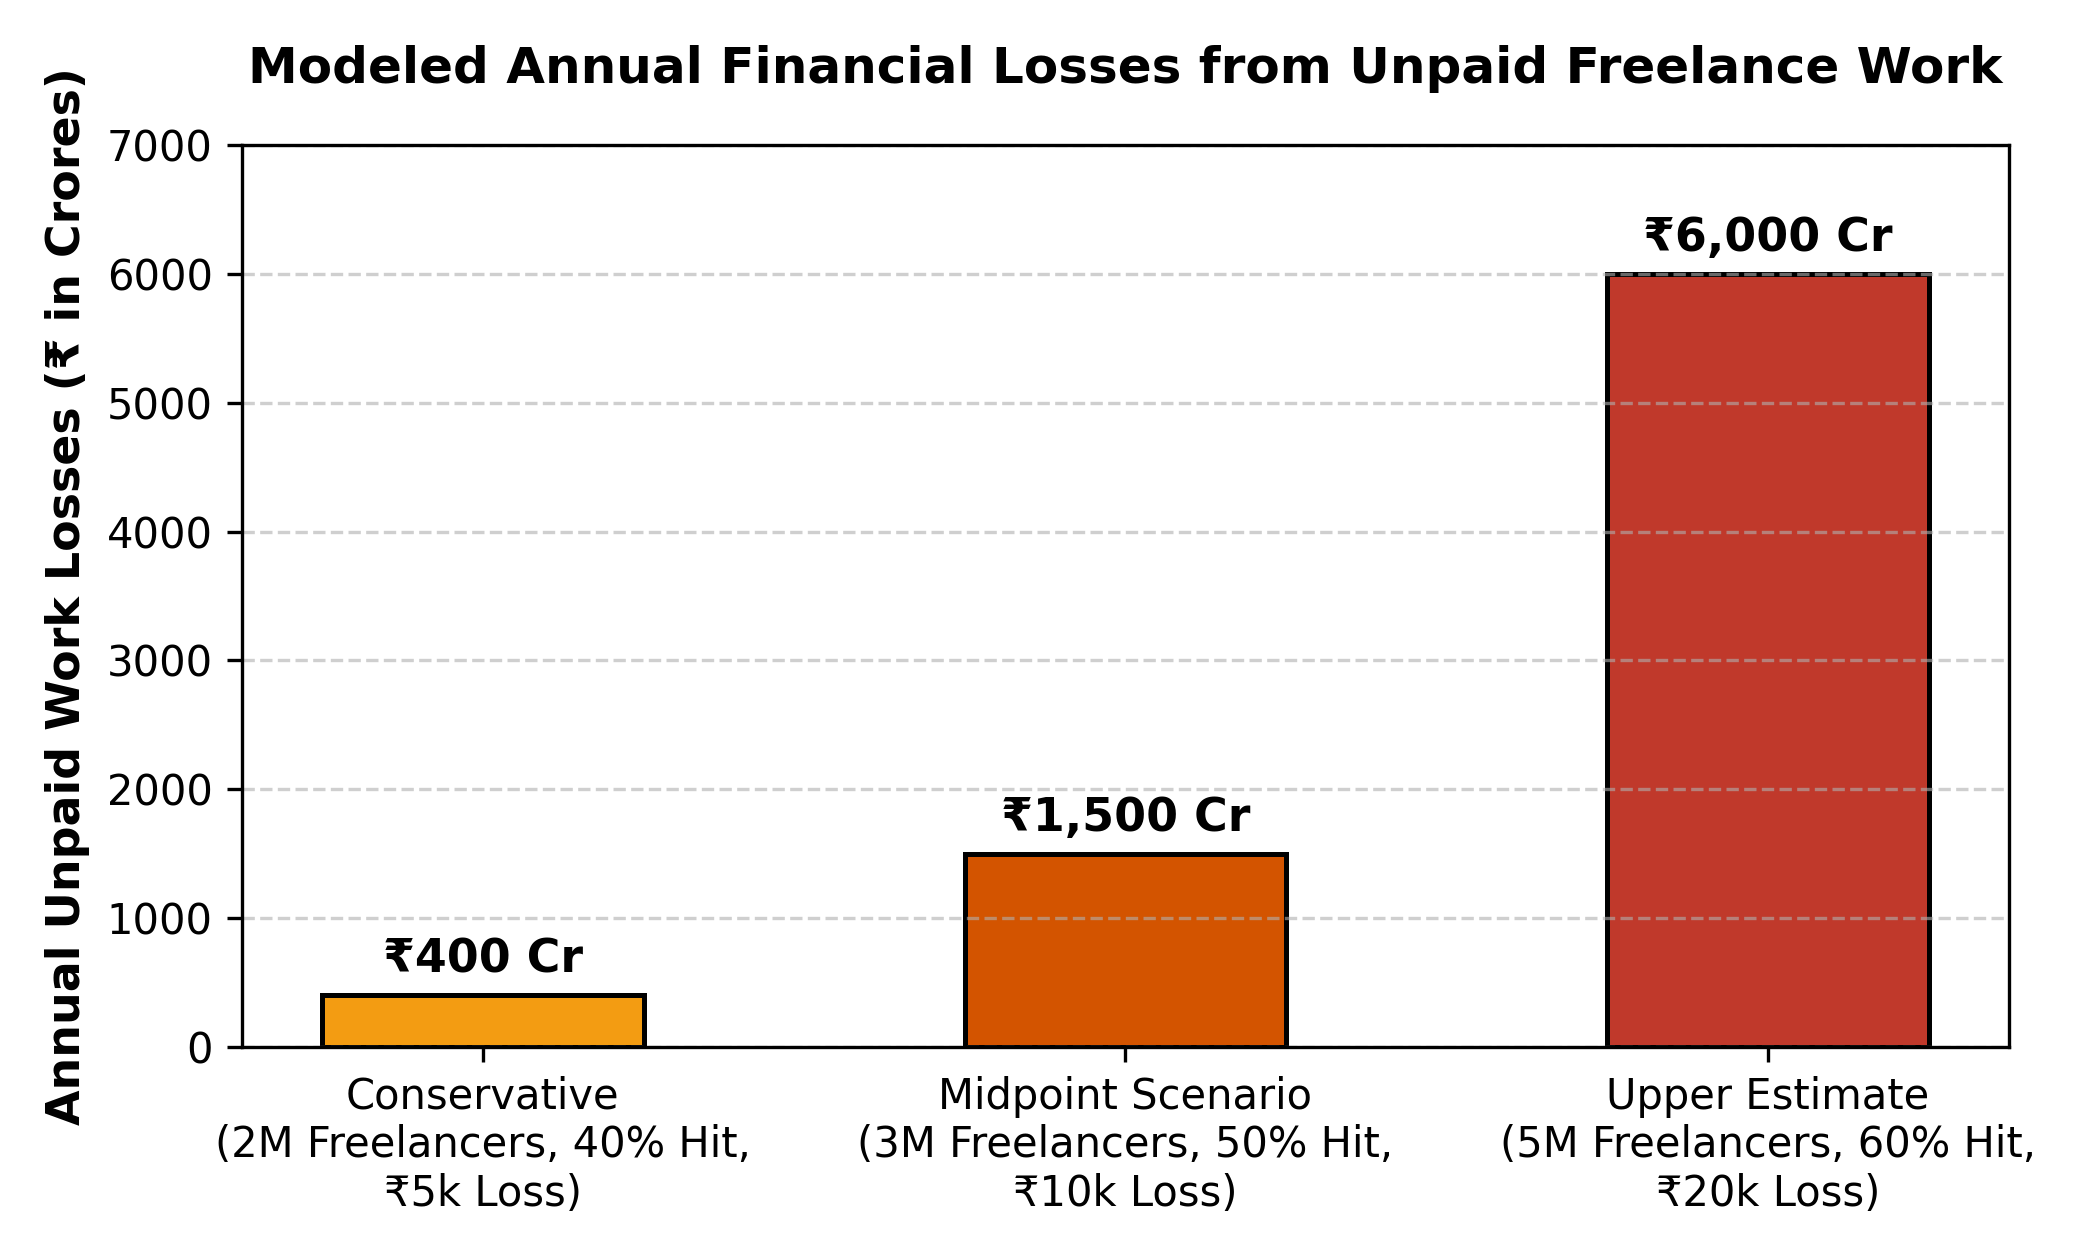 Modeled Annual Financial Losses from Unpaid Freelance Work
Annual Unpaid Work Losses (₹ in Crores)
7000
6000
5000
4000
3000
2000
1000
0
₹400 Cr
₹1,500 Cr
₹6,000 Cr
Conservative
(2M Freelancers, 40% Hit,
₹5k Loss)
Midpoint Scenario
(3M Freelancers, 50% Hit,
₹10k Loss)
Upper Estimate
(5M Freelancers, 60% Hit,
₹20k Loss)